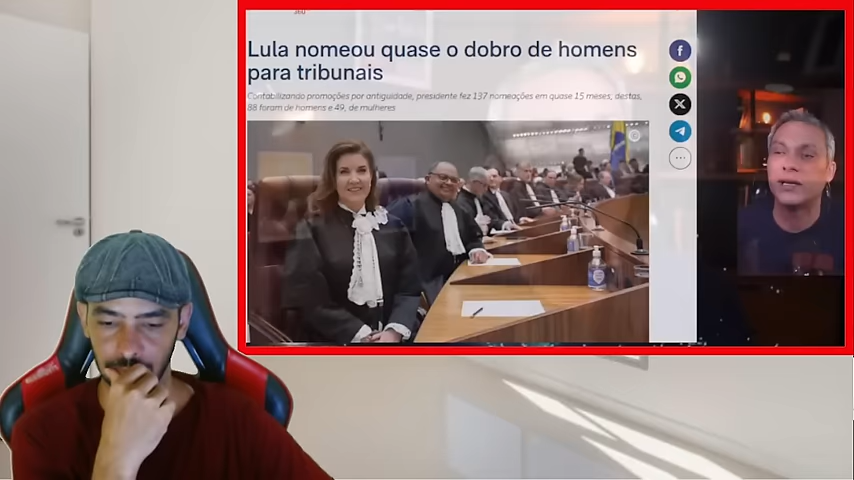 360
Lula nomeou quase o dobro de homens
para tribunais
Contabilizando promoções por antiguidade, presidente fez 137 nomeações em quase 15 meses; destas,
88 foram de homens e 49, de mulheres